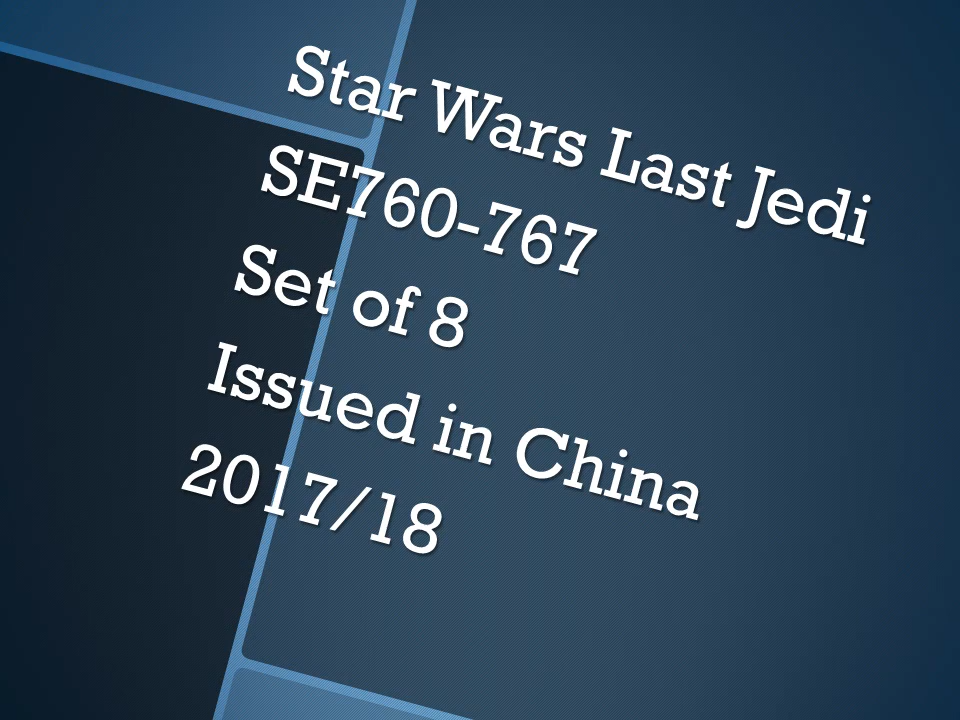 Star Wars Last Jedi
SE760-767
Set of 8
Issued in China
2017/18